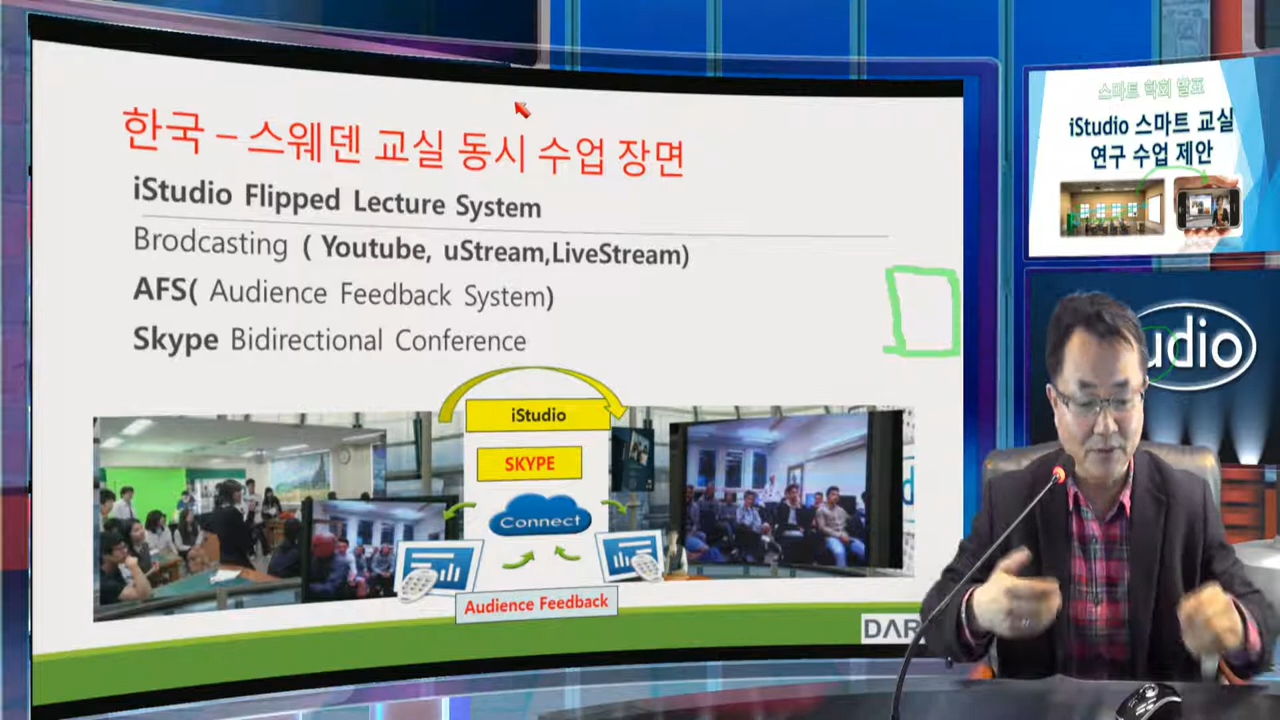 한국 – 스웨덴 교실 동시 수업 장면
iStudio Flipped Lecture System
Brodcasting ( Youtube, uStream,LiveStream)
AFS( Audience Feedback System)
Skype Bidirectional Conference
iStudio
SKYPE
Connect
Audience Feedback
DAR
스마트 학회 발표
iStudio 스마트 교실
연구 수업 제안
udio